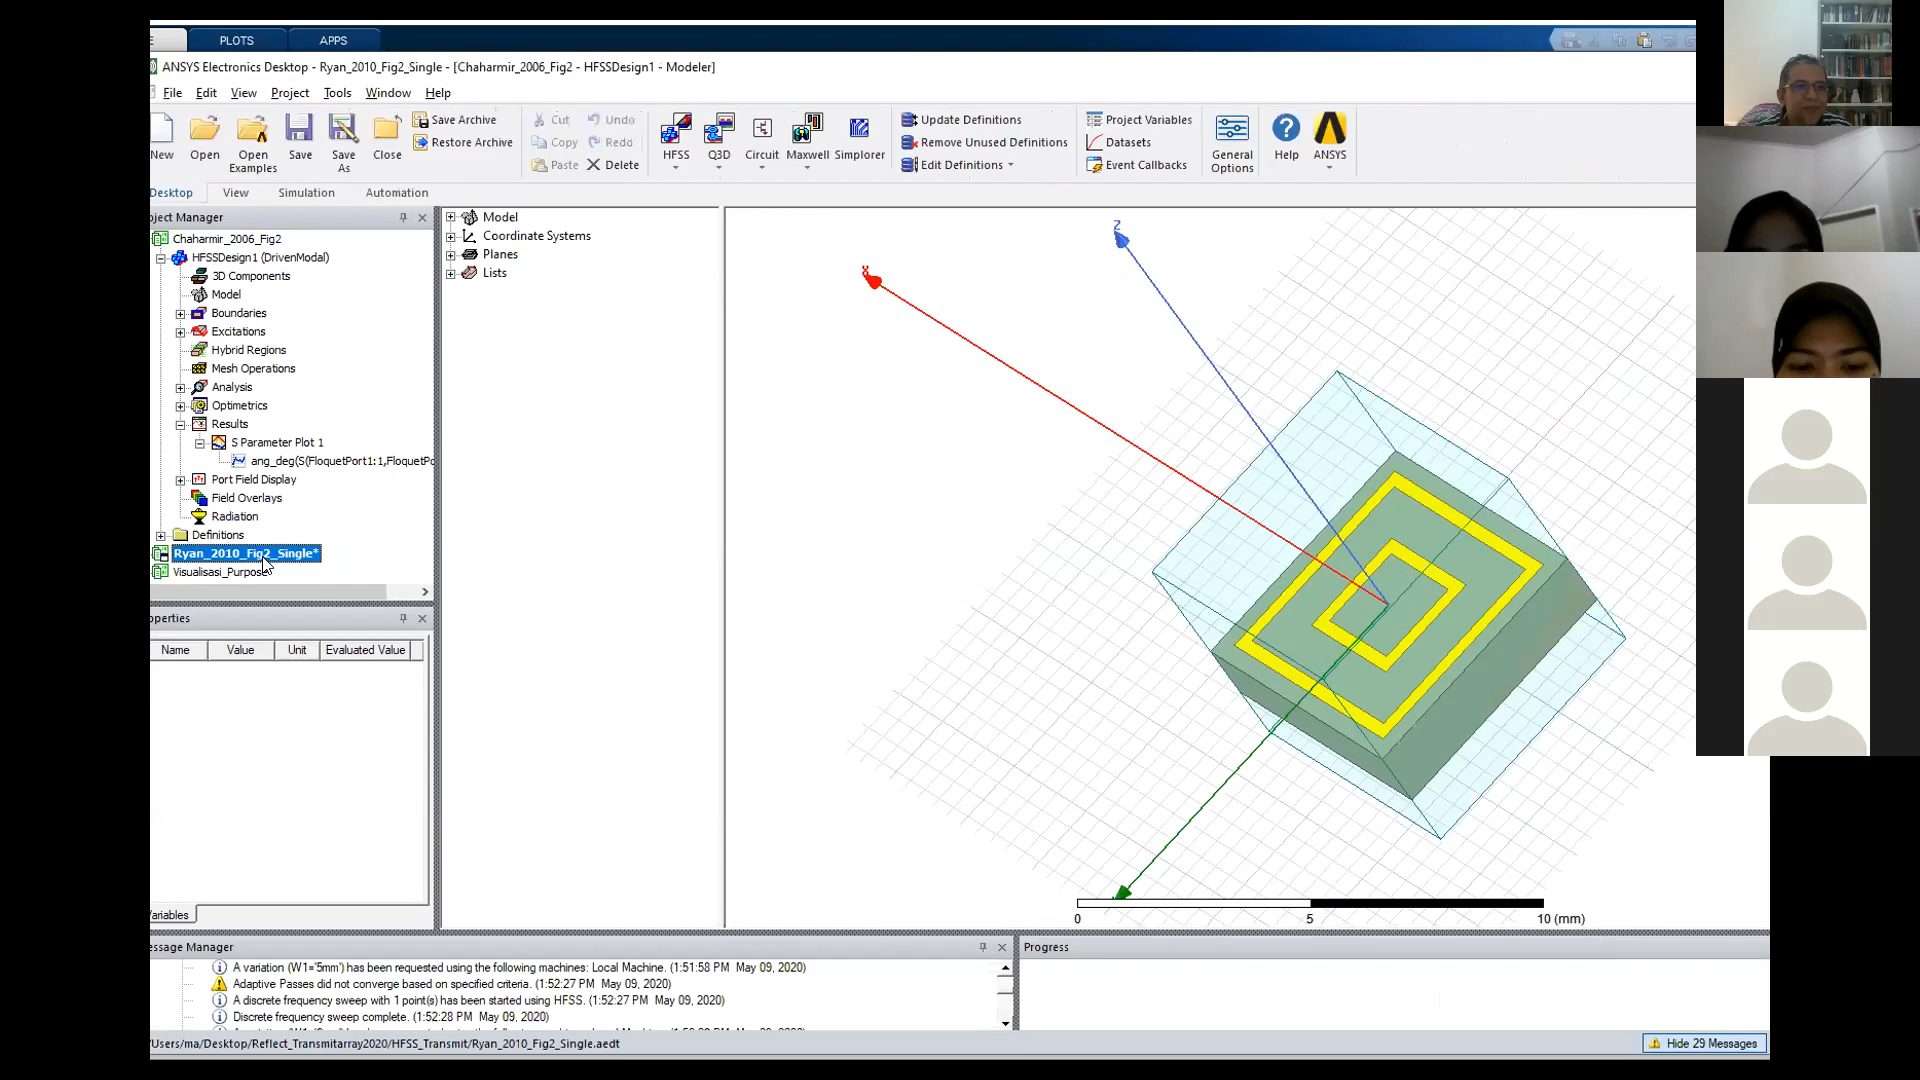 E PLOTS APPS
ANSYS Electronics Desktop - Ryan_2010_Fig2_Single - [Chaharmir_2006_Fig2 - HFSSDesign1 - Modeler]
File Edit View Project Tools Window Help
New Open Open Examples Save Save As Close
Save Archive
Restore Archive
Cut Undo
Copy Redo
Paste Delete
HFSS Q3D Circuit Maxwell Simplorer
Update Definitions
Remove Unused Definitions
Edit Definitions
Project Variables
Datasets
Event Callbacks
General Options
Help
ANSYS
Desktop View Simulation Automation
oject Manager
Chaharmir_2006_Fig2
HFSSDesign1 (DrivenModal)
3D Components
Model
Boundaries
Excitations
Hybrid Regions
Mesh Operations
Analysis
Optimetrics
Results
S Parameter Plot 1
ang_deg(S(FloquetPort1:1,FloquetPo
Port Field Display
Field Overlays
Radiation
Definitions
Ryan_2010_Fig2_Single*
Visualisasi_Purpose
operties
Name Value Unit Evaluated Value
ariables
Model
Coordinate Systems
Planes
Lists
Z
X
0 5 10 (mm)
essage Manager
A variation (W1='5mm') has been requested using the following machines: Local Machine. (1:51:58 PM May 09, 2020)
Adaptive Passes did not converge based on specified criteria. (1:52:27 PM May 09, 2020)
A discrete frequency sweep with 1 point(s) has been started using HFSS. (1:52:27 PM May 09, 2020)
Discrete frequency sweep complete. (1:52:28 PM May 09, 2020)
Progress
/Users/ma/Desktop/Reflect_Transmitarray2020/HFSS_Transmit/Ryan_2010_Fig2_Single.aedt
Hide 29 Messages